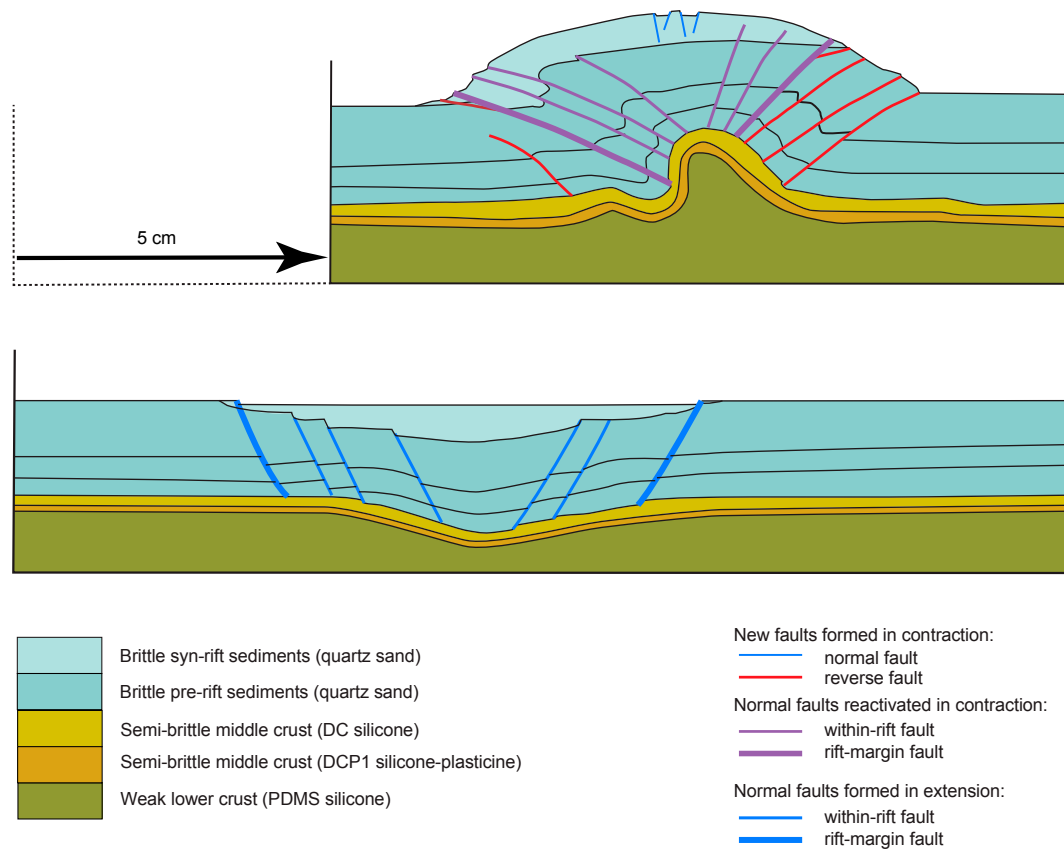 5 cm
Brittle syn-rift sediments (quartz sand)
Brittle pre-rift sediments (quartz sand)
Semi-brittle middle crust (DC silicone)
Semi-brittle middle crust (DCP1 silicone-plasticine)
Weak lower crust (PDMS silicone)
New faults formed in contraction:
normal fault
reverse fault
Normal faults reactivated in contraction:
within-rift fault
rift-margin fault
Normal faults formed in extension:
within-rift fault
rift-margin fault